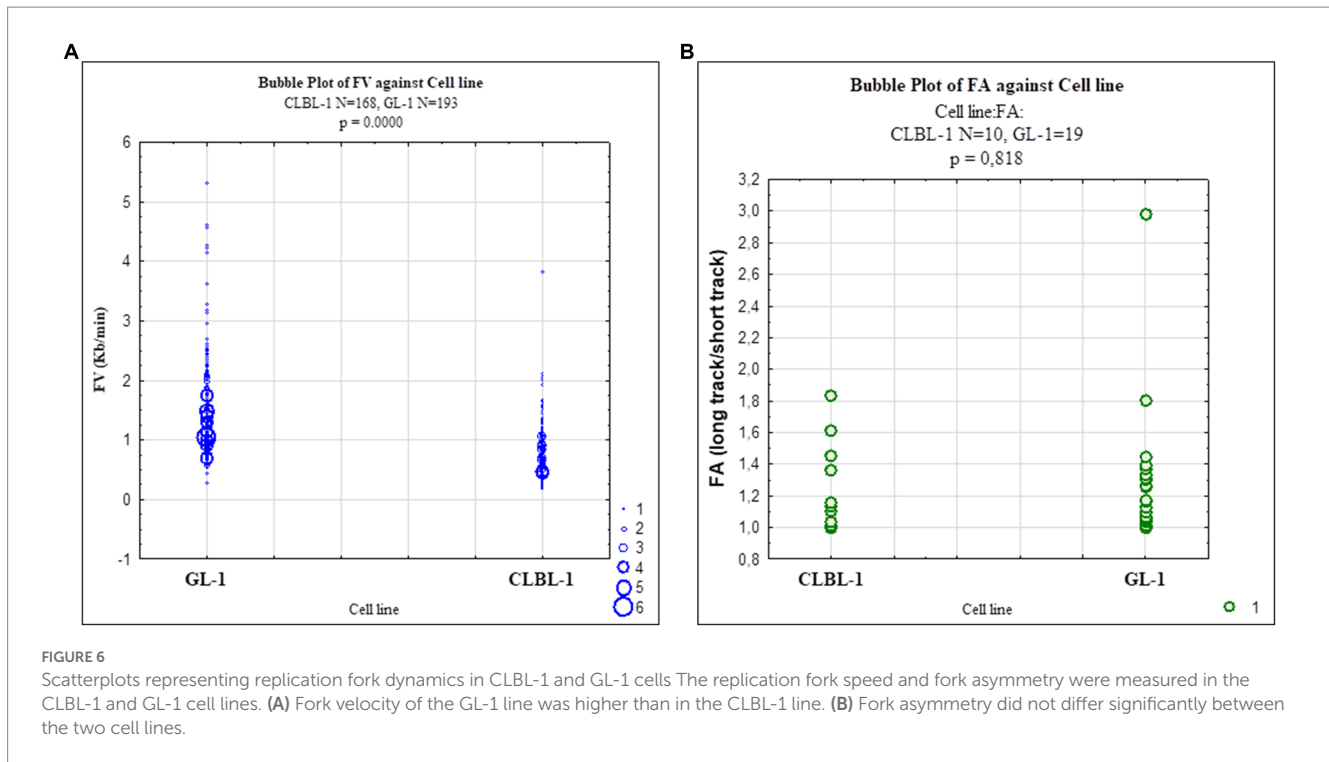 A
Bubble Plot of FV against Cell line
CLBL-1 N=168, GL-1 N=193
p = 0.0000
6
5
4
3
2
1
0
-1
FV (Kb/min)
GL-1
CLBL-1
Cell line
1
2
3
4
5
6
B
Bubble Plot of FA against Cell line
Cell line:FA:
CLBL-1 N=10, GL-1=19
p = 0,818
3,2
3,0
2,8
2,6
2,4
2,2
2,0
1,8
1,6
1,4
1,2
1,0
0,8
FA (long track/short track)
CLBL-1
GL-1
Cell line
1
FIGURE 6
Scatterplots representing replication fork dynamics in CLBL-1 and GL-1 cells The replication fork speed and fork asymmetry were measured in the
CLBL-1 and GL-1 cell lines. (A) Fork velocity of the GL-1 line was higher than in the CLBL-1 line. (B) Fork asymmetry did not differ significantly between
the two cell lines.